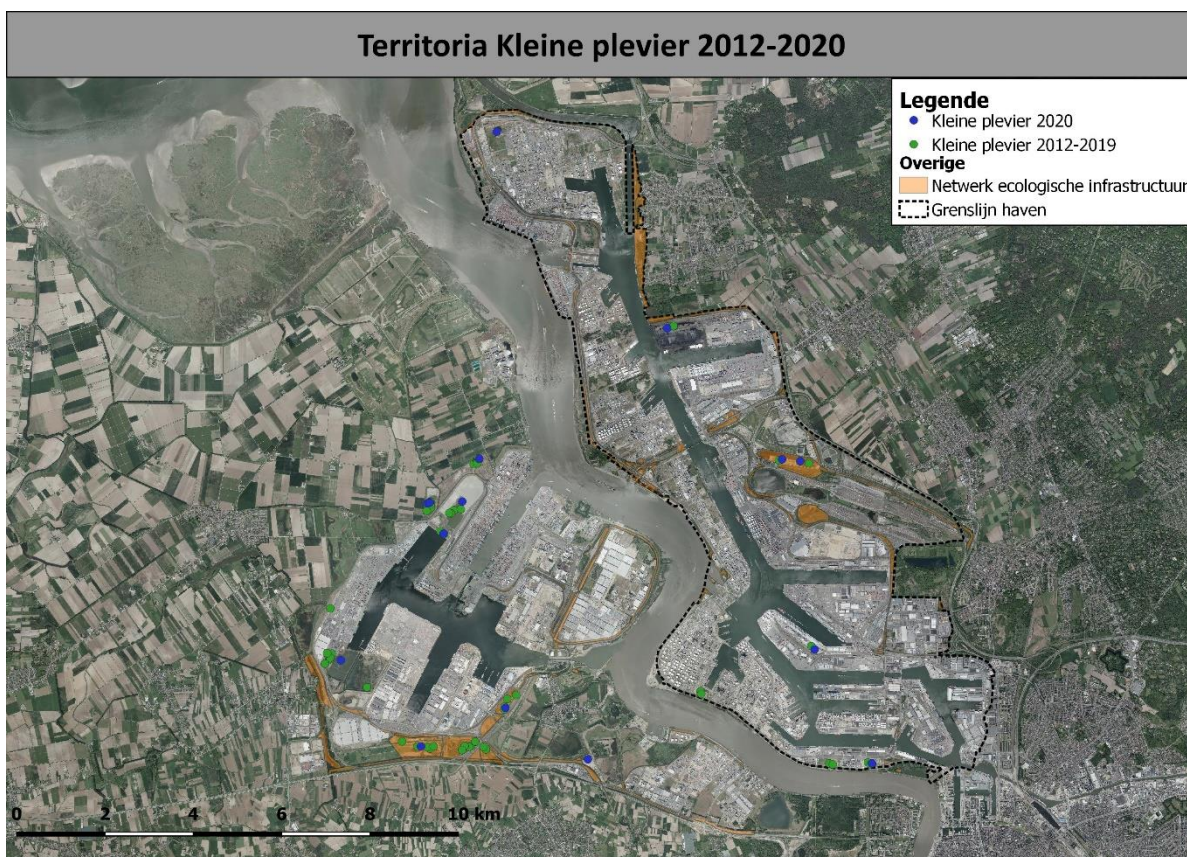 Territoria Kleine plevier 2012-2020
Legende
Kleine plevier 2020
Kleine plevier 2012-2019
Overige
Netwerk ecologische infrastructuur
Grenslijn haven
0 2 4 6 8 10 km